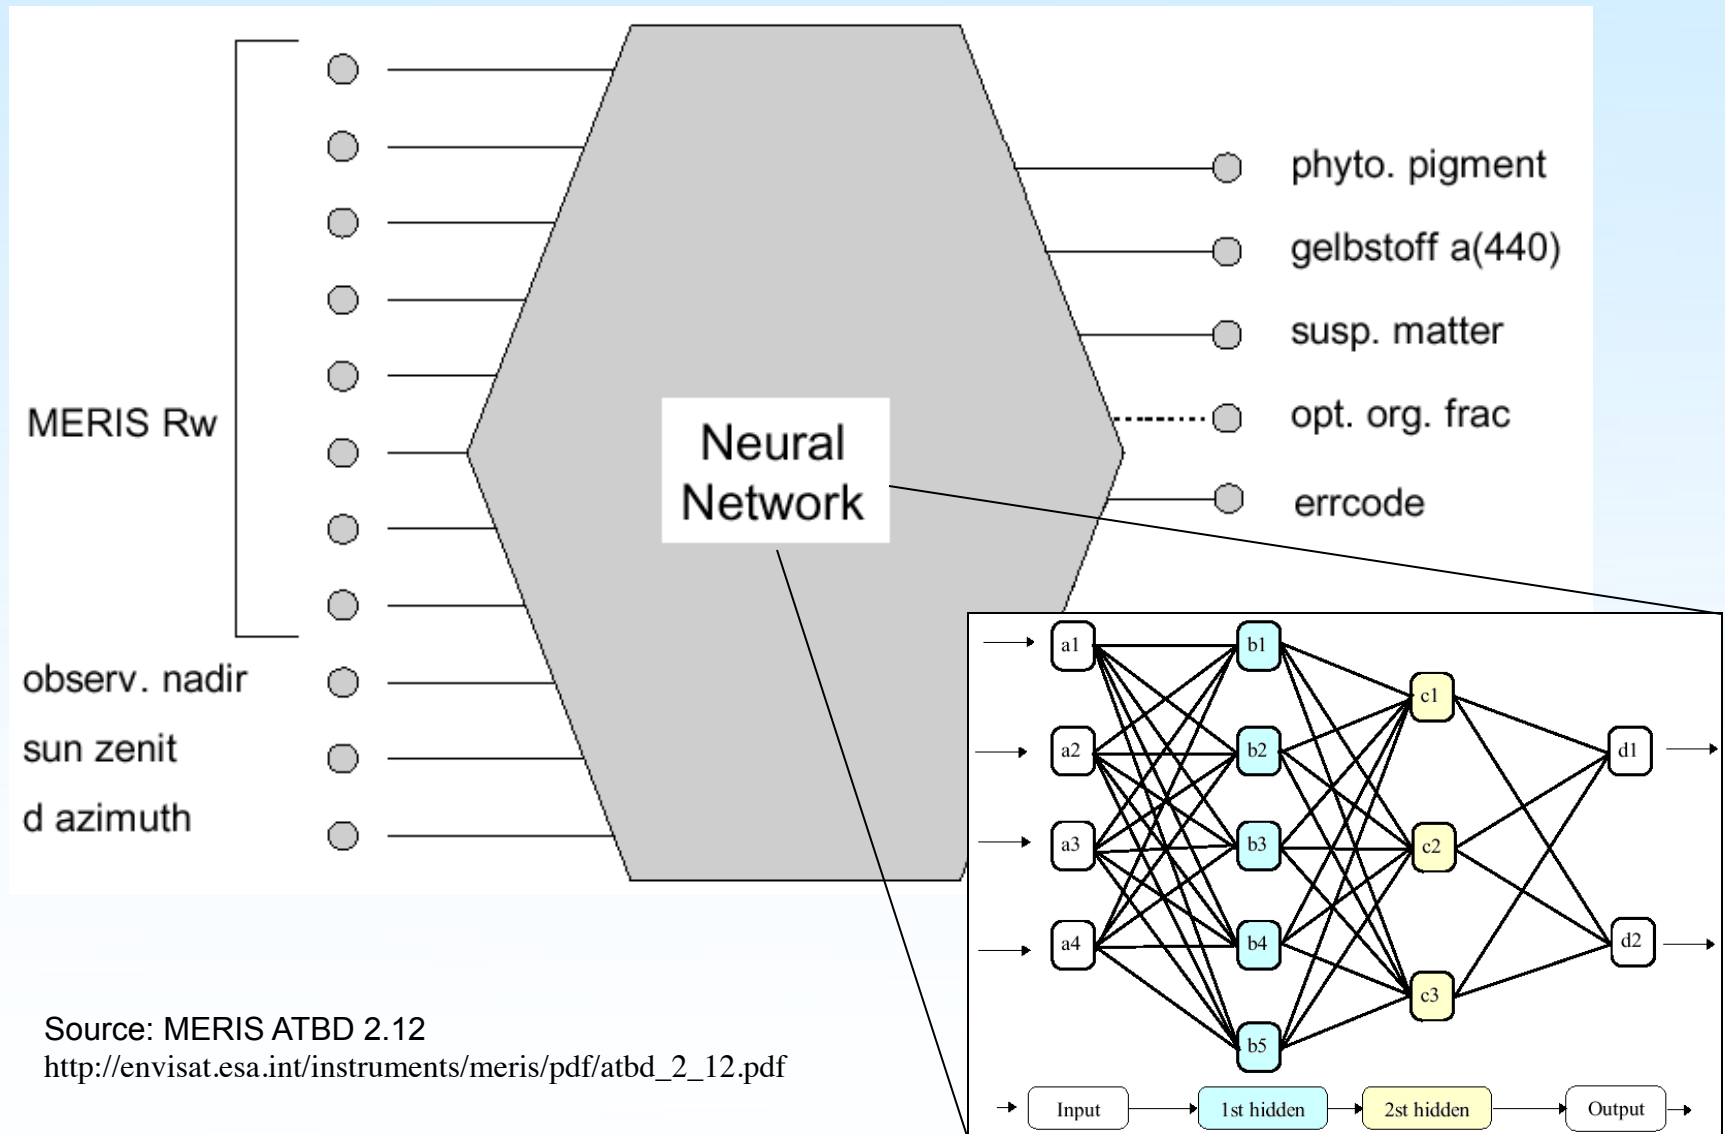 MERIS Rw
observ. nadir
sun zenit
d azimuth
Neural
Network
phyto. pigment
gelbstoff a(440)
susp. matter
opt. org. frac
errcode
a1
a2
a3
a4
b1
b2
b3
b4
b5
c1
c2
c3
d1
d2
Input
1st hidden
2st hidden
Output
Source: MERIS ATBD 2.12
http://envisat.esa.int/instruments/meris/pdf/atbd_2_12.pdf